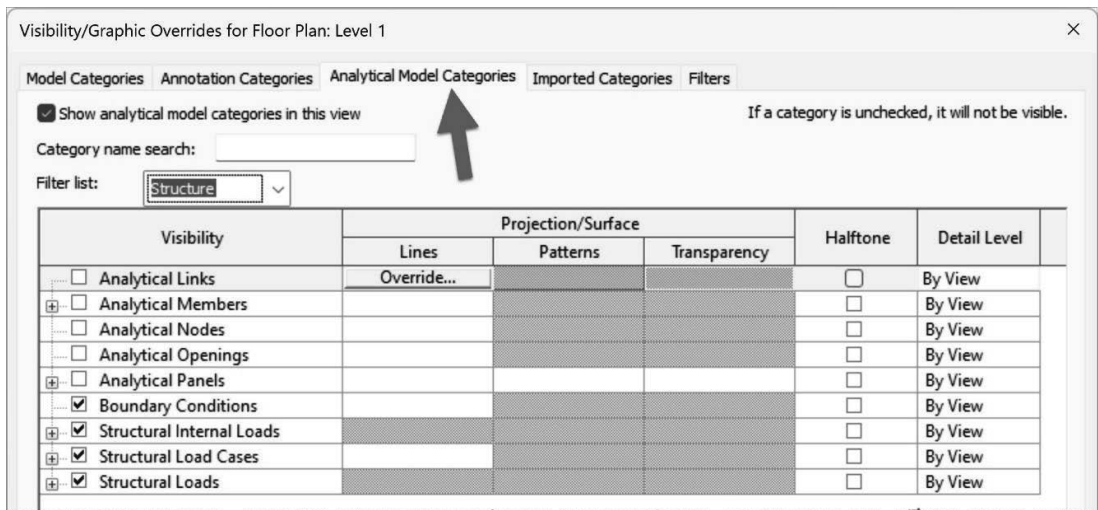 Visibility/Graphic Overrides for Floor Plan: Level 1
Model Categories Annotation Categories Analytical Model Categories Imported Categories Filters
Show analytical model categories in this view If a category is unchecked, it will not be visible.
Category name search:
Filter list: Structure
Visibility Projection/Surface Halftone Detail Level
Lines Patterns Transparency
Analytical Links Override... By View
Analytical Members By View
Analytical Nodes By View
Analytical Openings By View
Analytical Panels By View
Boundary Conditions By View
Structural Internal Loads By View
Structural Load Cases By View
Structural Loads By View